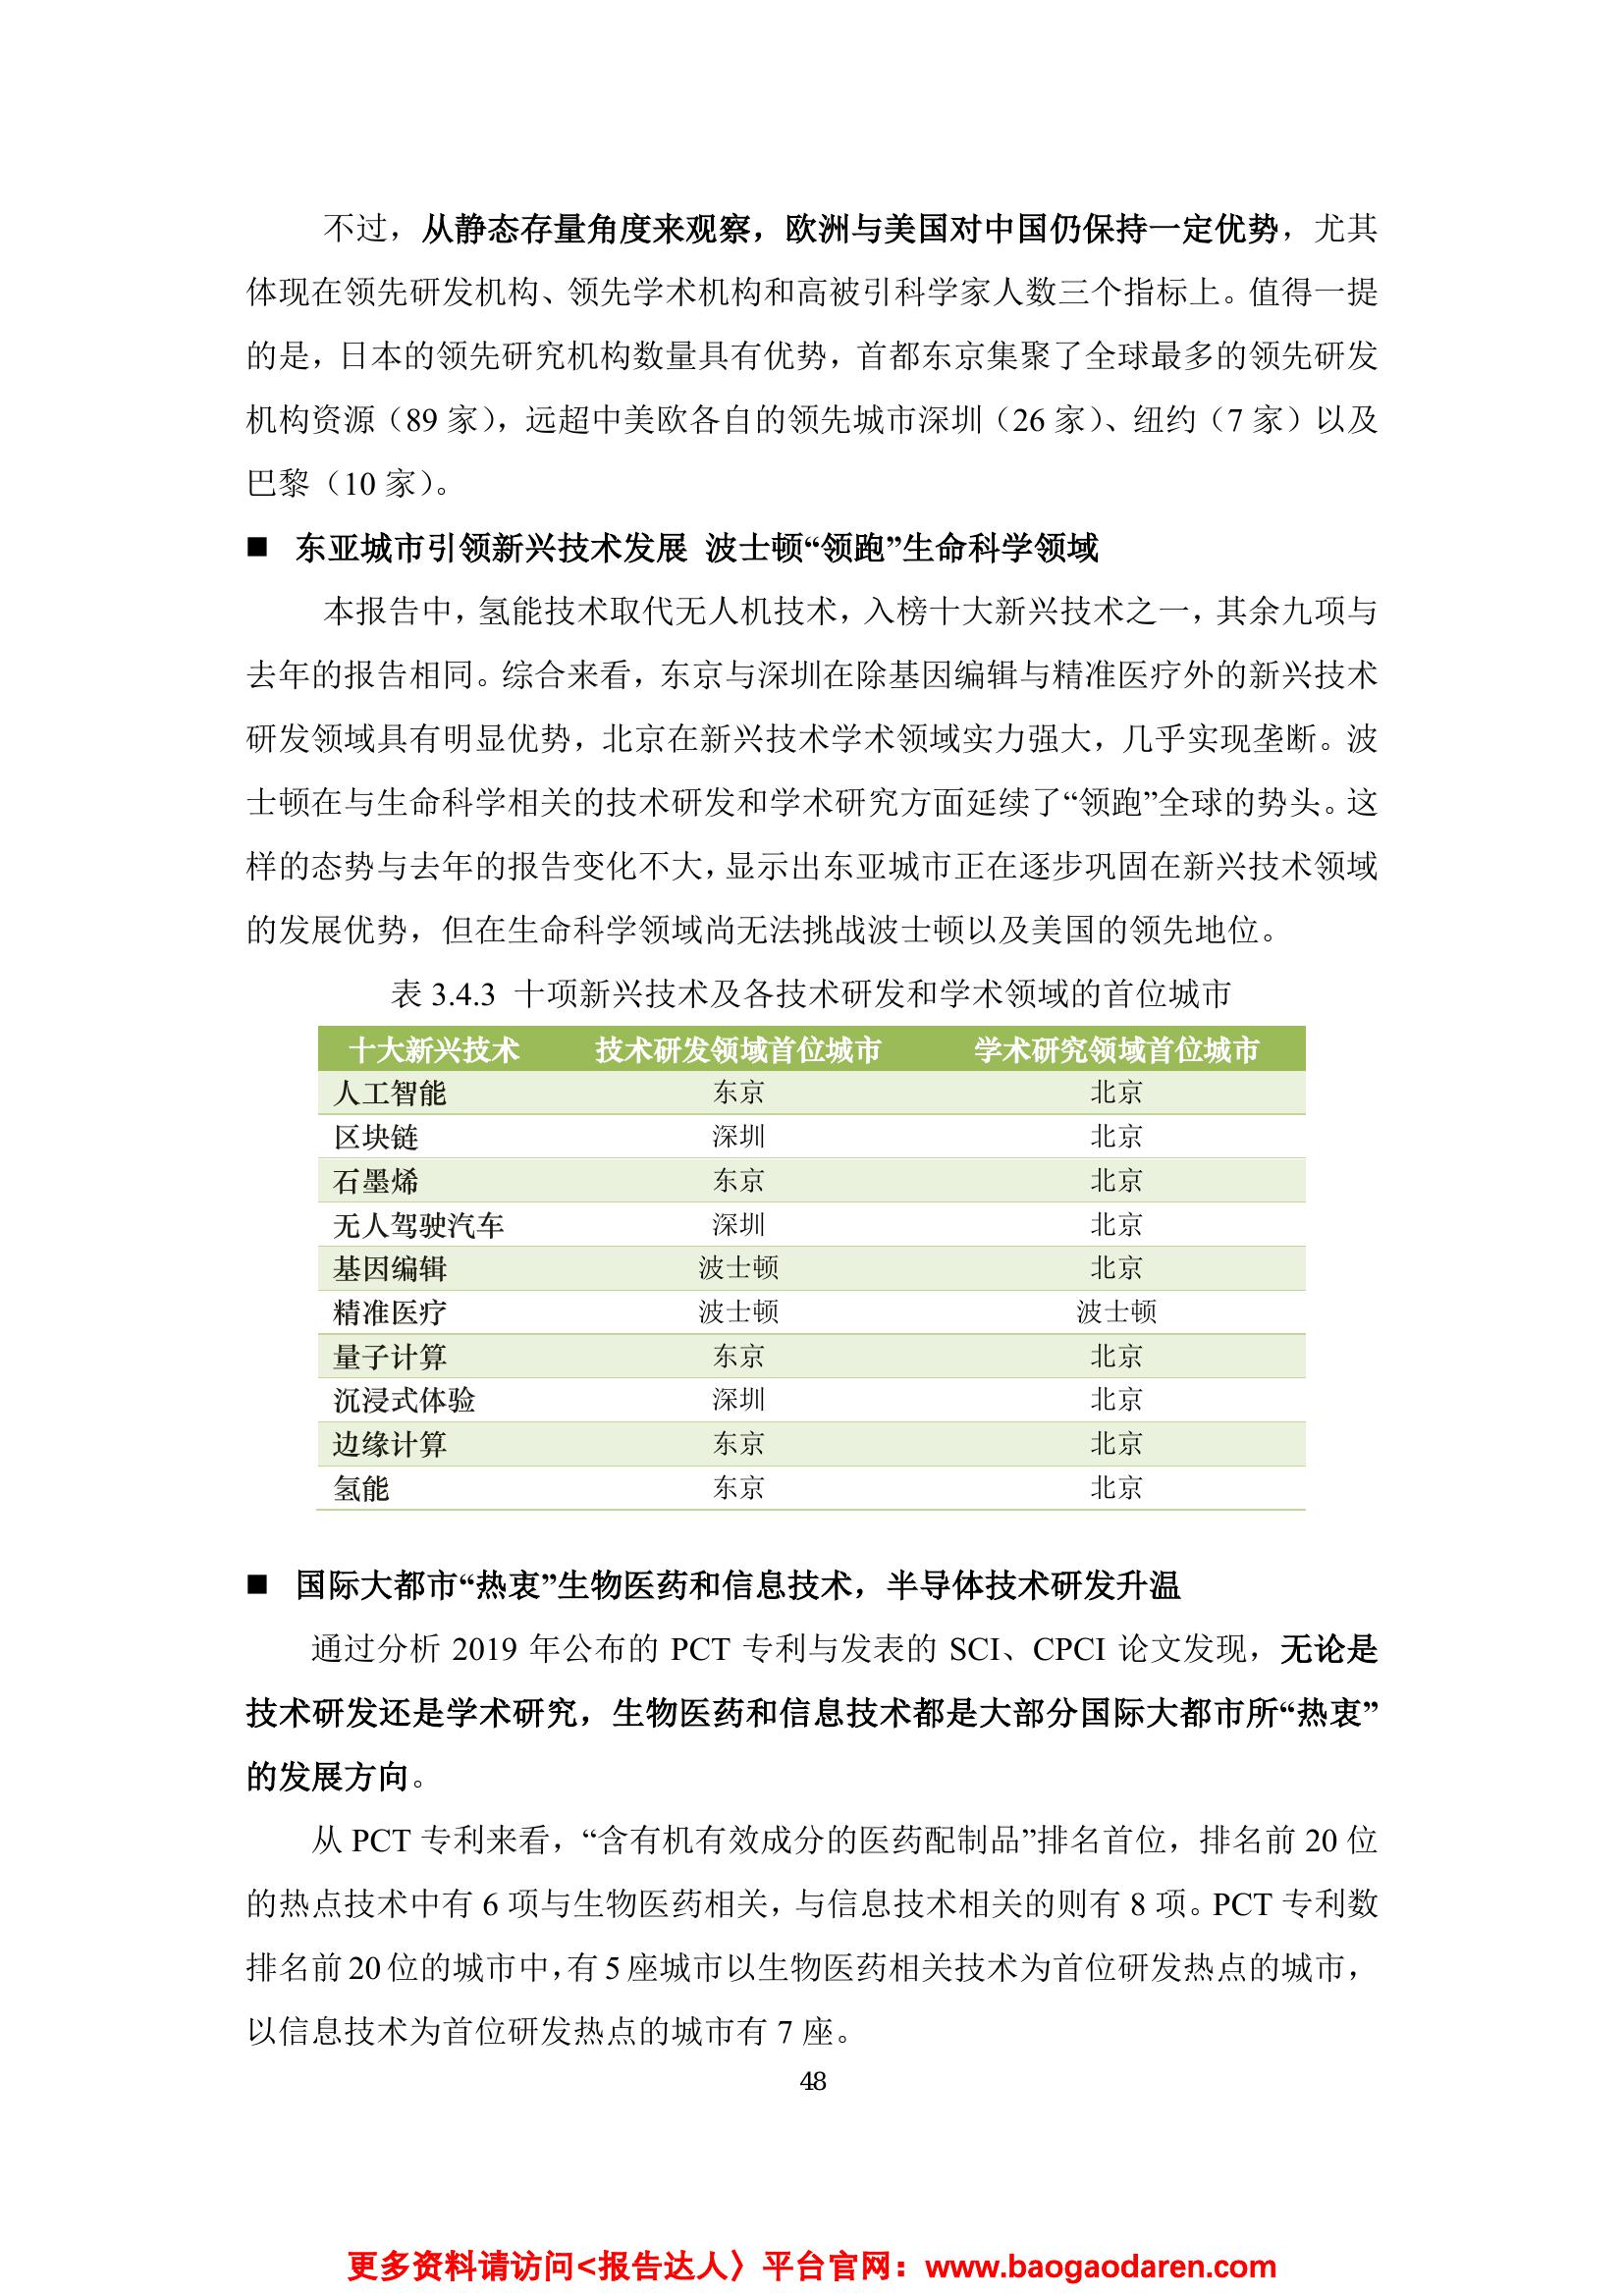 不过，从静态存量角度来观察，欧洲与美国对中国仍保持一定优势，尤其
体现在领先研发机构、领先学术机构和高被引科学家人数三个指标上。值得一提
的是，日本的领先研究机构数量具有优势，首都东京集聚了全球最多的领先研发
机构资源（89 家），远超中美欧各自的领先城市深圳（26 家）、纽约（7 家）以及
巴黎（10 家）。
■ 东亚城市引领新兴技术发展 波士顿“领跑”生命科学领域
本报告中，氢能技术取代无人机技术，入榜十大新兴技术之一，其余九项与
去年的报告相同。综合来看，东京与深圳在除基因编辑与精准医疗外的新兴技术
研发领域具有明显优势，北京在新兴技术学术领域实力强大，几乎实现垄断。波
士顿在与生命科学相关的技术研发和学术研究方面延续了“领跑”全球的势头。这
样的态势与去年的报告变化不大，显示出东亚城市正在逐步巩固在新兴技术领域
的发展优势，但在生命科学领域尚无法挑战波士顿以及美国的领先地位。
表 3.4.3 十项新兴技术及各技术研发和学术领域的首位城市
十大新兴技术 技术研发领域首位城市 学术研究领域首位城市
人工智能 东京 北京
区块链 深圳 北京
石墨烯 东京 北京
无人驾驶汽车 深圳 北京
基因编辑 波士顿 北京
精准医疗 波士顿 波士顿
量子计算 东京 北京
沉浸式体验 深圳 北京
边缘计算 东京 北京
氢能 东京 北京
■ 国际大都市“热衷”生物医药和信息技术，半导体技术研发升温
通过分析 2019 年公布的 PCT 专利与发表的 SCI、CPCI 论文发现，无论是
技术研发还是学术研究，生物医药和信息技术都是大部分国际大都市所“热衷”
的发展方向。
从 PCT 专利来看，“含有机有效成分的医药配制品”排名首位，排名前 20 位
的热点技术中有 6 项与生物医药相关，与信息技术相关的则有 8 项。PCT 专利数
排名前 20 位的城市中，有 5 座城市以生物医药相关技术为首位研发热点的城市，
以信息技术为首位研发热点的城市有 7 座。
48
更多资料请访问<报告达人〉平台官网：www.baogaodaren.com